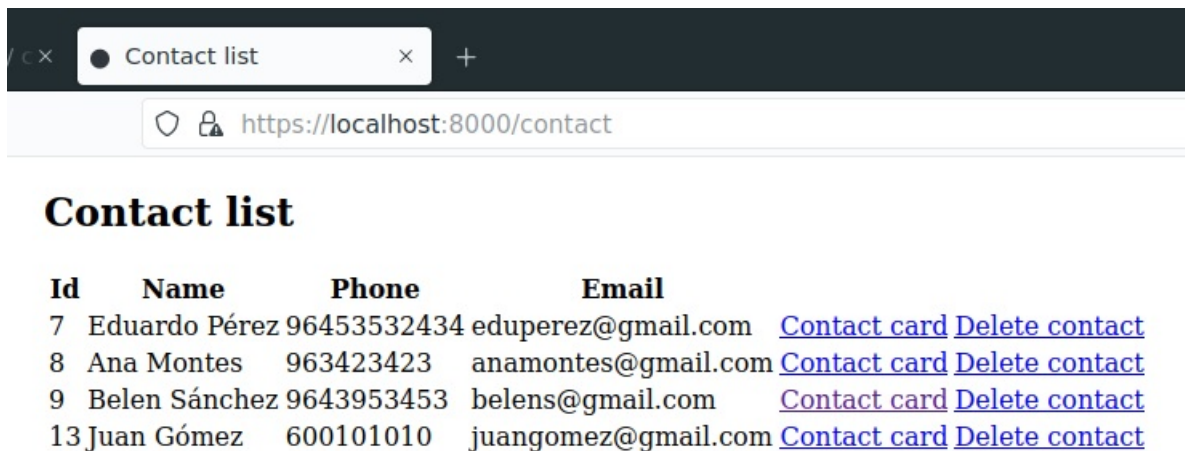 Contact list
https://localhost:8000/contact
Contact list
Id Name Phone Email
7 Eduardo Pérez 96453532434 eduperez@gmail.com Contact card Delete contact
8 Ana Montes 963423423 anamontes@gmail.com Contact card Delete contact
9 Belen Sánchez 9643953453 belens@gmail.com Contact card Delete contact
13 Juan Gómez 600101010 juangomez@gmail.com Contact card Delete contact